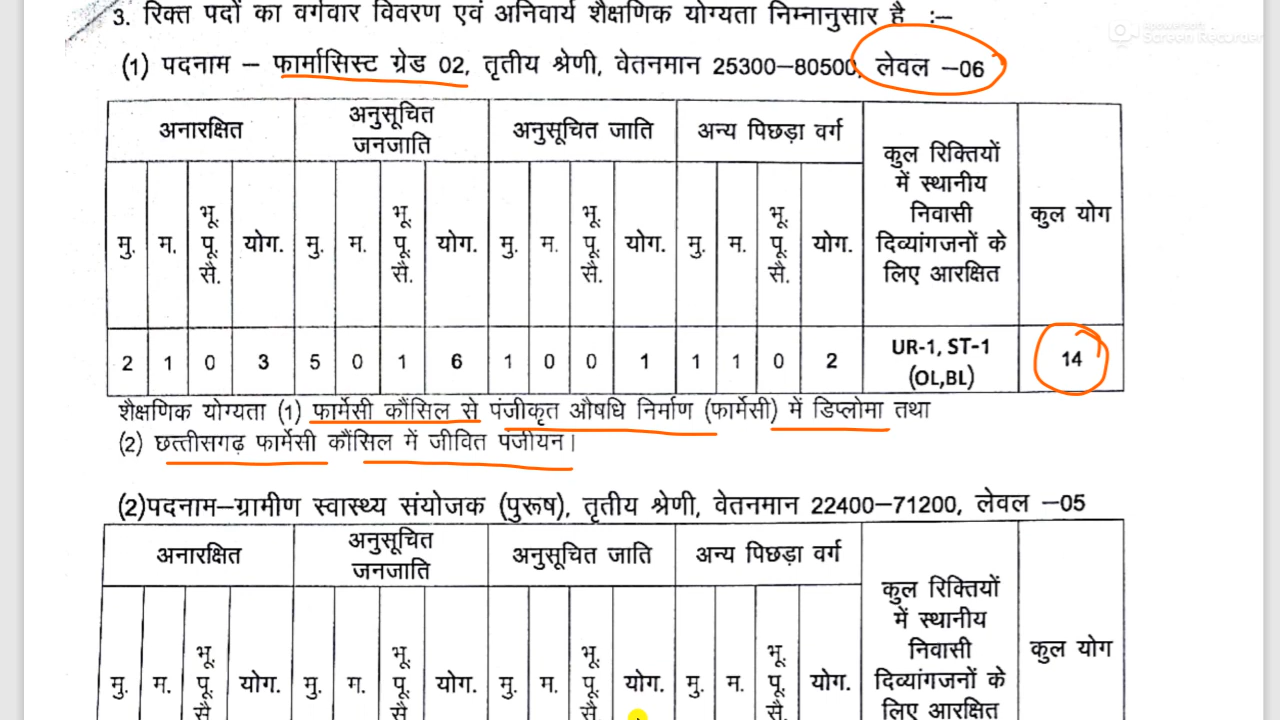 3. रिक्त पदों का वर्गवार विवरण एवं अनिवार्य शैक्षणिक योग्यता निम्नानुसार है :–
Apowersoft
Screen Recorder
(1) पदनाम – फार्मासिस्ट ग्रेड 02, तृतीय श्रेणी, वेतनमान 25300–80500, लेवल –06
अनारक्षित अनुसूचित जनजाति अनुसूचित जाति अन्य पिछड़ा वर्ग कुल रिक्तियों में स्थानीय निवासी दिव्यांगजनों के लिए आरक्षित कुल योग
मु. म. भू. पू. सै. योग. मु. म. भू. पू. सै. योग. मु. म. भू. पू. सै. योग. मु. म. भू. पू. सै. योग.
2 1 0 3 5 0 1 6 1 0 0 1 1 1 0 2 UR-1, ST-1 (OL,BL) 14
शैक्षणिक योग्यता (1) फार्मेसी कौंसिल से पंजीकृत औषधि निर्माण (फार्मेसी) में डिप्लोमा तथा
(2) छत्तीसगढ़ फार्मेसी कौंसिल में जीवित पंजीयन।
(2)पदनाम–ग्रामीण स्वास्थ्य संयोजक (पुरूष), तृतीय श्रेणी, वेतनमान 22400–71200, लेवल –05
अनारक्षित अनुसूचित जनजाति अनुसूचित जाति अन्य पिछड़ा वर्ग कुल रिक्तियों में स्थानीय निवासी दिव्यांगजनों के लिए आरक्षित कुल योग
मु. म. भू. पू. सै योग. मु. म. भू. पू. सै योग. मु. म. भू. पू. सै योग. मु. म. भू. पू. सै. योग.